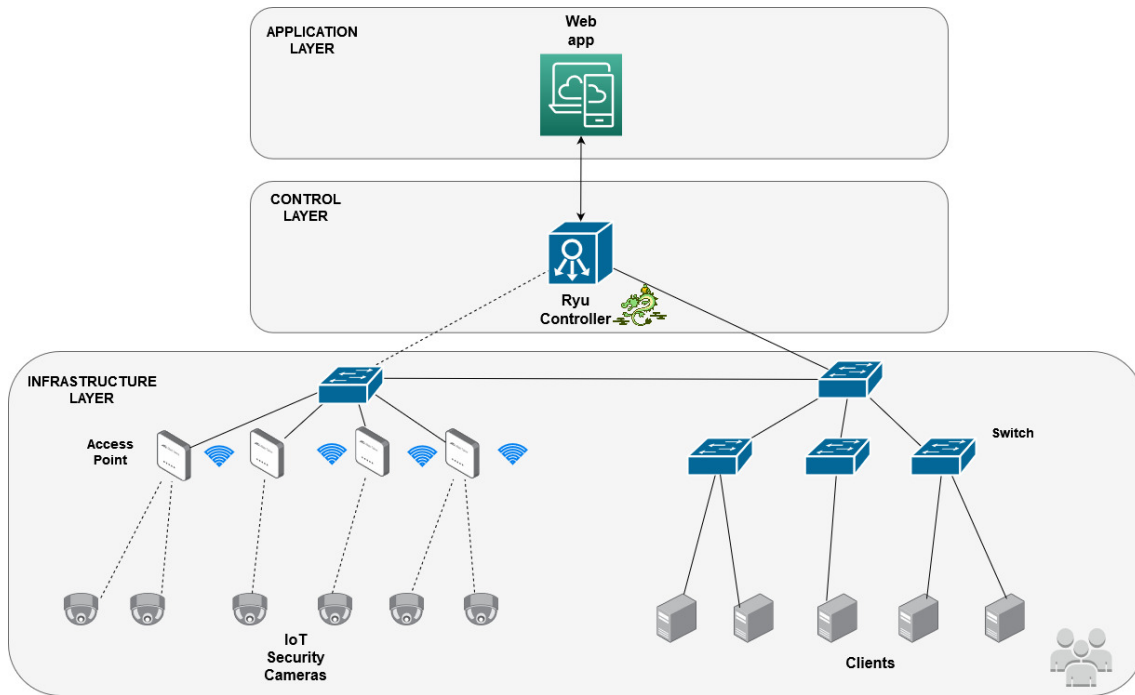 APPLICATION
LAYER
Web
app
CONTROL
LAYER
Ryu
Controller
INFRASTRUCTURE
LAYER
Access
Point
Switch
IoT
Security
Cameras
Clients